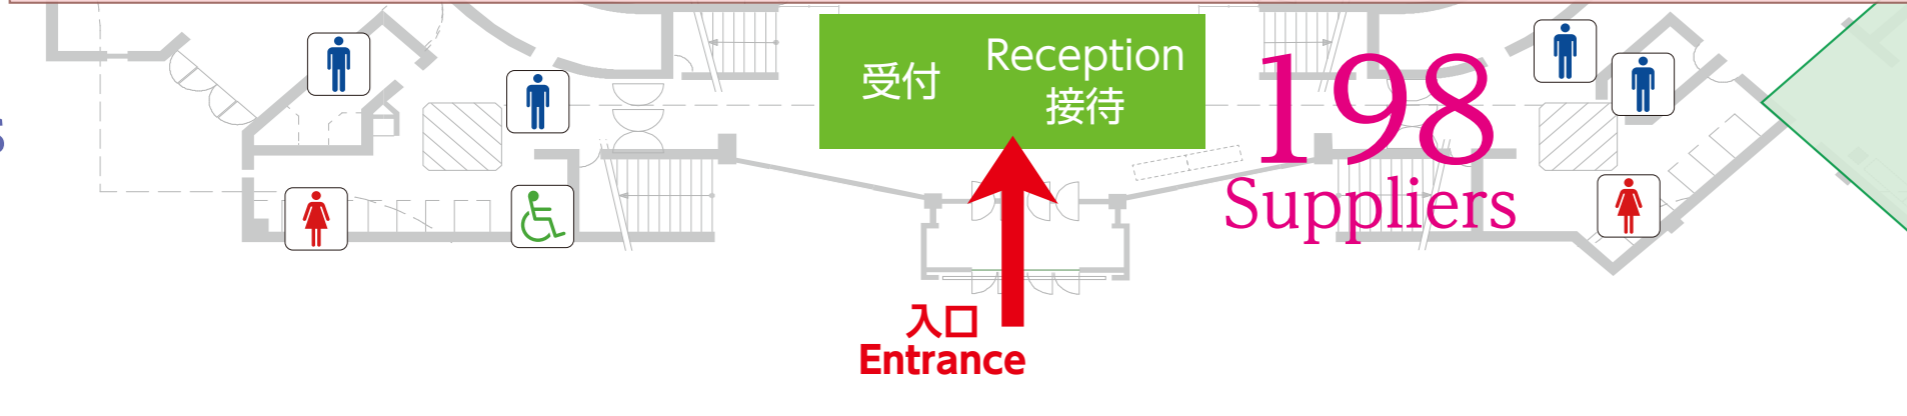 受付
Reception
接待
198
Suppliers
入口
Entrance